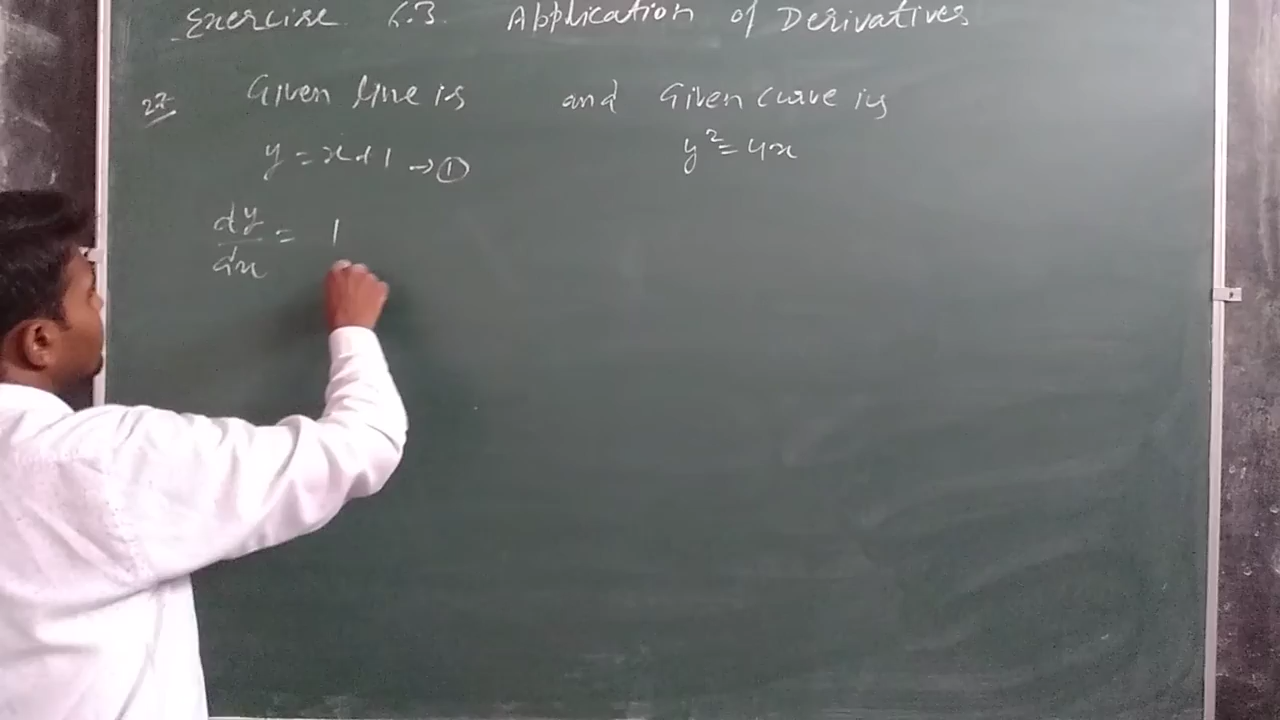 Exercise 6.3. Application of Derivatives
27 Given line is and Given curve is
y = x+1 →① y²=4x
dy/dx = 1